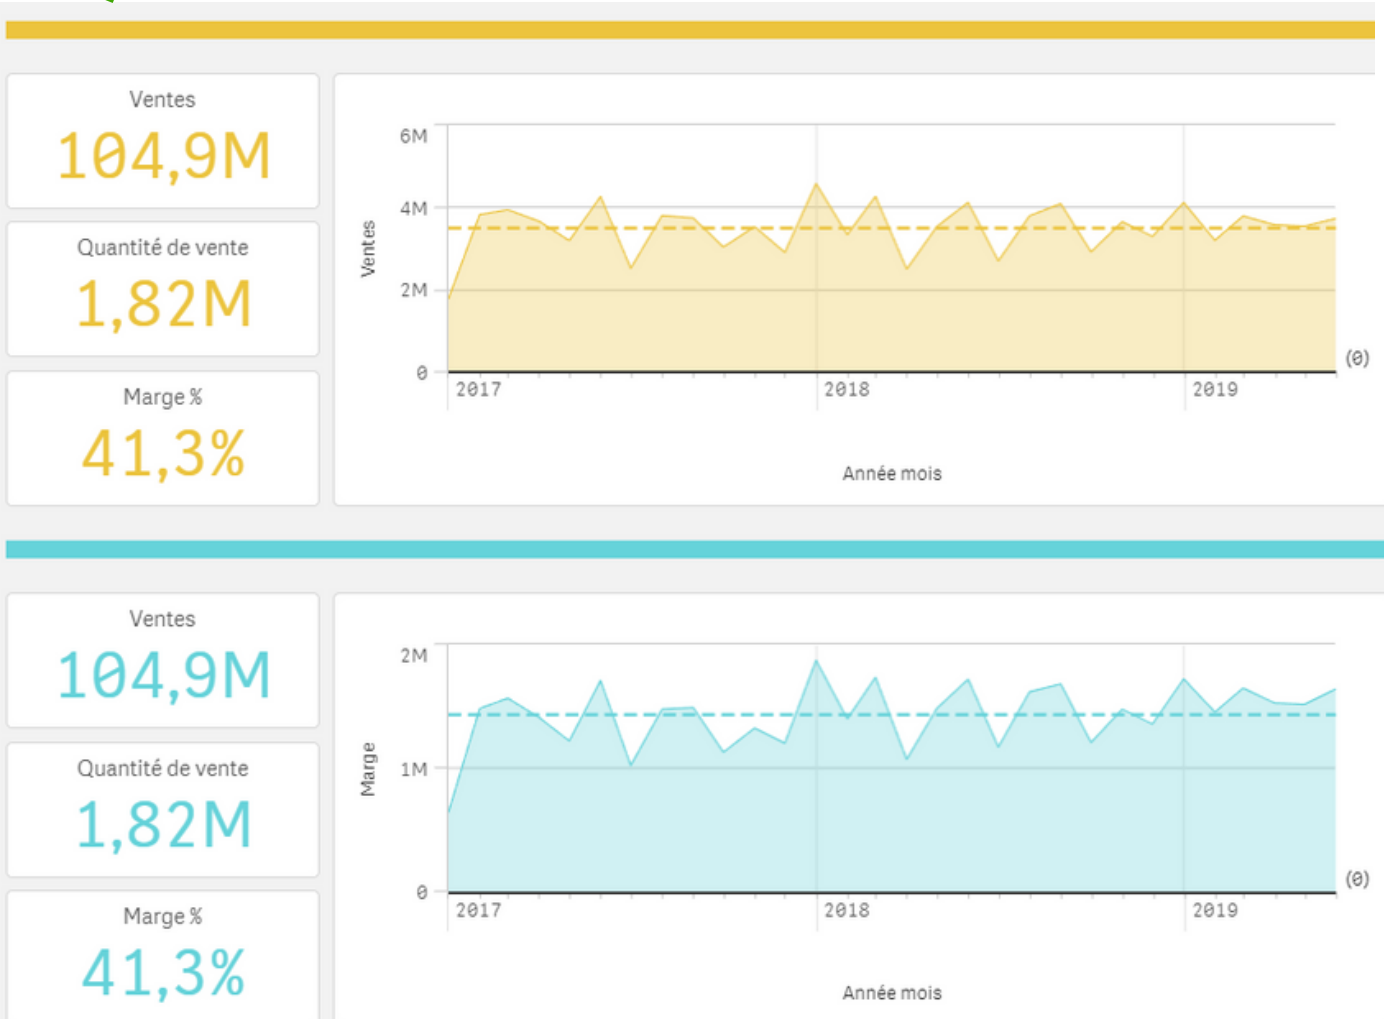 Ventes
104,9M
Quantité de vente
1,82M
Marge %
41,3%
6M
4M
2M
0
Ventes
2017
2018
2019
(0)
Année mois
Ventes
104,9M
Quantité de vente
1,82M
Marge %
41,3%
2M
1M
0
Marge
2017
2018
2019
(0)
Année mois